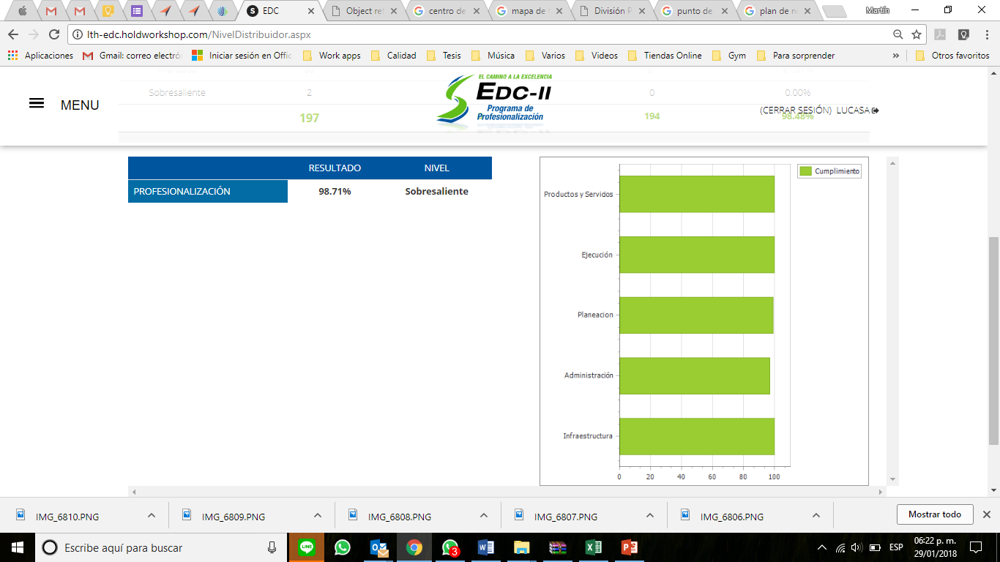 EDC
Object ref
centro de
mapa de
División P
punto de
plan de n
Martín
lth-edc.holdworkshop.com/NivelDistribuidor.aspx
Aplicaciones
Gmail: correo electró
Iniciar sesión en Offic
Work apps
Calidad
Tesis
Música
Varios
Videos
Tiendas Online
Gym
Para sorprender
»
Otros favoritos
MENU
Sobresaliente 2 0 0.00%
197 194 98.48%
EL CAMINO A LA EXCELENCIA
EDC-II
Programa de
Profesionalización
(CERRAR SESIÓN) LUCASA
RESULTADO NIVEL
PROFESIONALIZACIÓN 98.71% Sobresaliente
Cumplimiento
Productos y Servidos
Ejecución
Planeacion
Administración
Infraestructura
0 20 40 60 80 100
IMG_6810.PNG
IMG_6809.PNG
IMG_6808.PNG
IMG_6807.PNG
IMG_6806.PNG
Mostrar todo
Escribe aquí para buscar
LINE
3
ESP
06:22 p. m.
29/01/2018